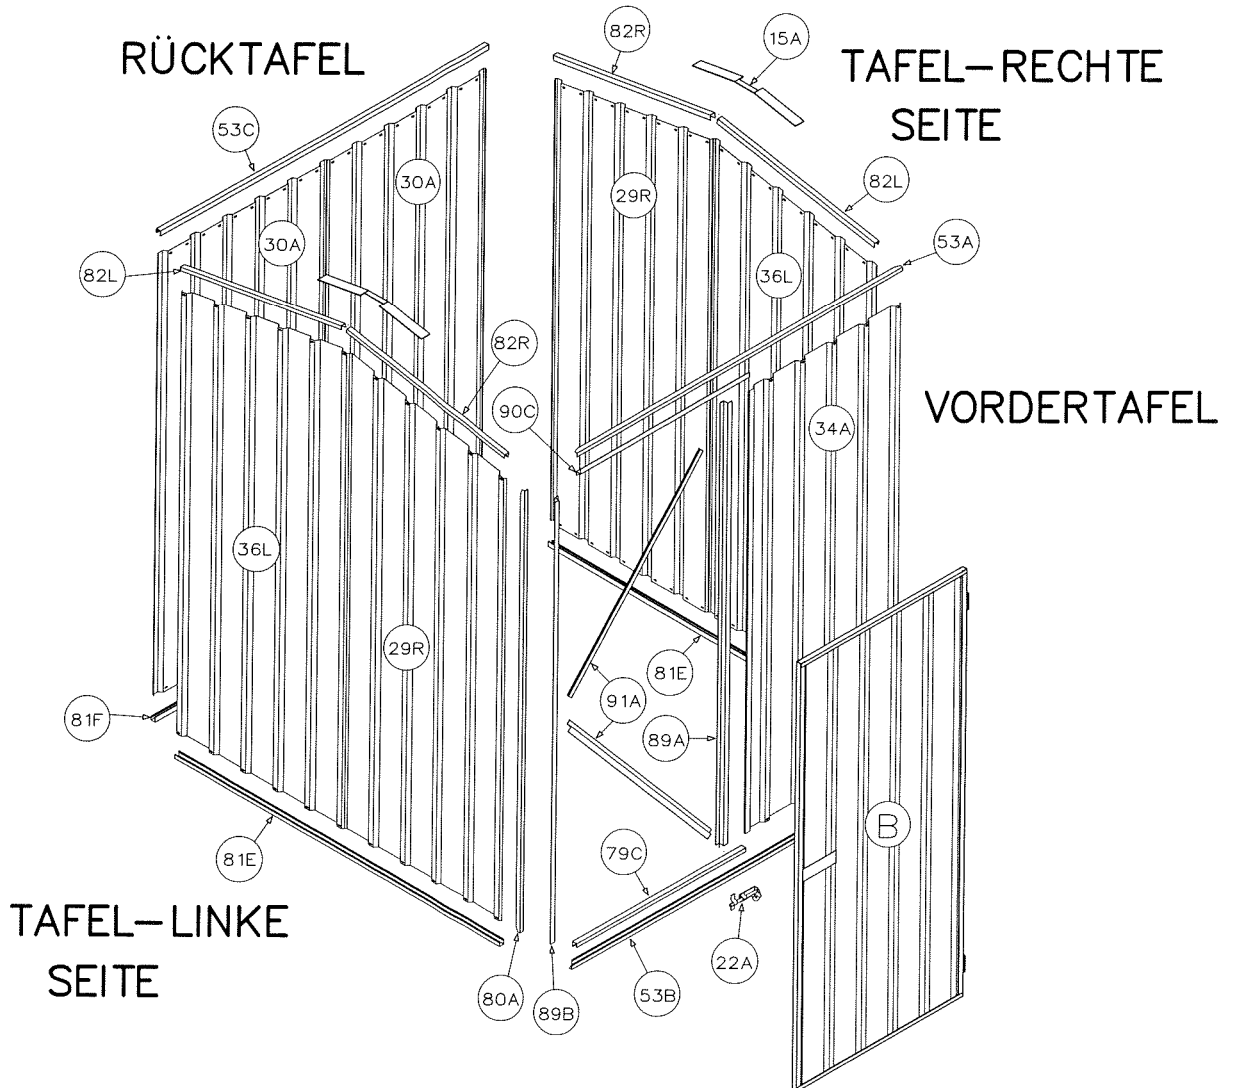 82R
15A
RÜCKTAFEL
TAFEL-RECHTE
SEITE
53C
30A
29R
82L
30A
53A
82L
36L
82R
90C
VORDERTAFEL
34A
36L
29R
81E
91A
81F
89A
B
81E
79C
TAFEL-LINKE
SEITE
22A
80A
53B
89B